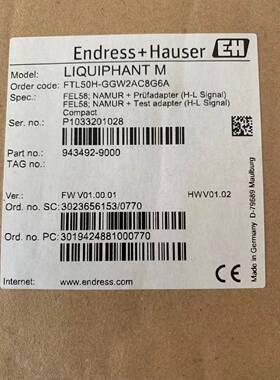 Endress+Hauser EH
Model: LIQUIPHANT M
Order code: FTL50H-GGW2AC8G6A
Spec.: FEL58; NAMUR + Prüfadapter (H-L Signal)
FEL58; NAMUR + Test adapter (H-L Signal)
Compact
Ser. no.: P1033201028
Part no.: 943492-9000
TAG no.:
Ver.: FW V01.00.01 HWV01.02
Ord. no. SC: 3023656153/0770
Ord. no. PC: 3019424881000770
Internet: www.endress.com
Made in Germany D-79689 Maulburg